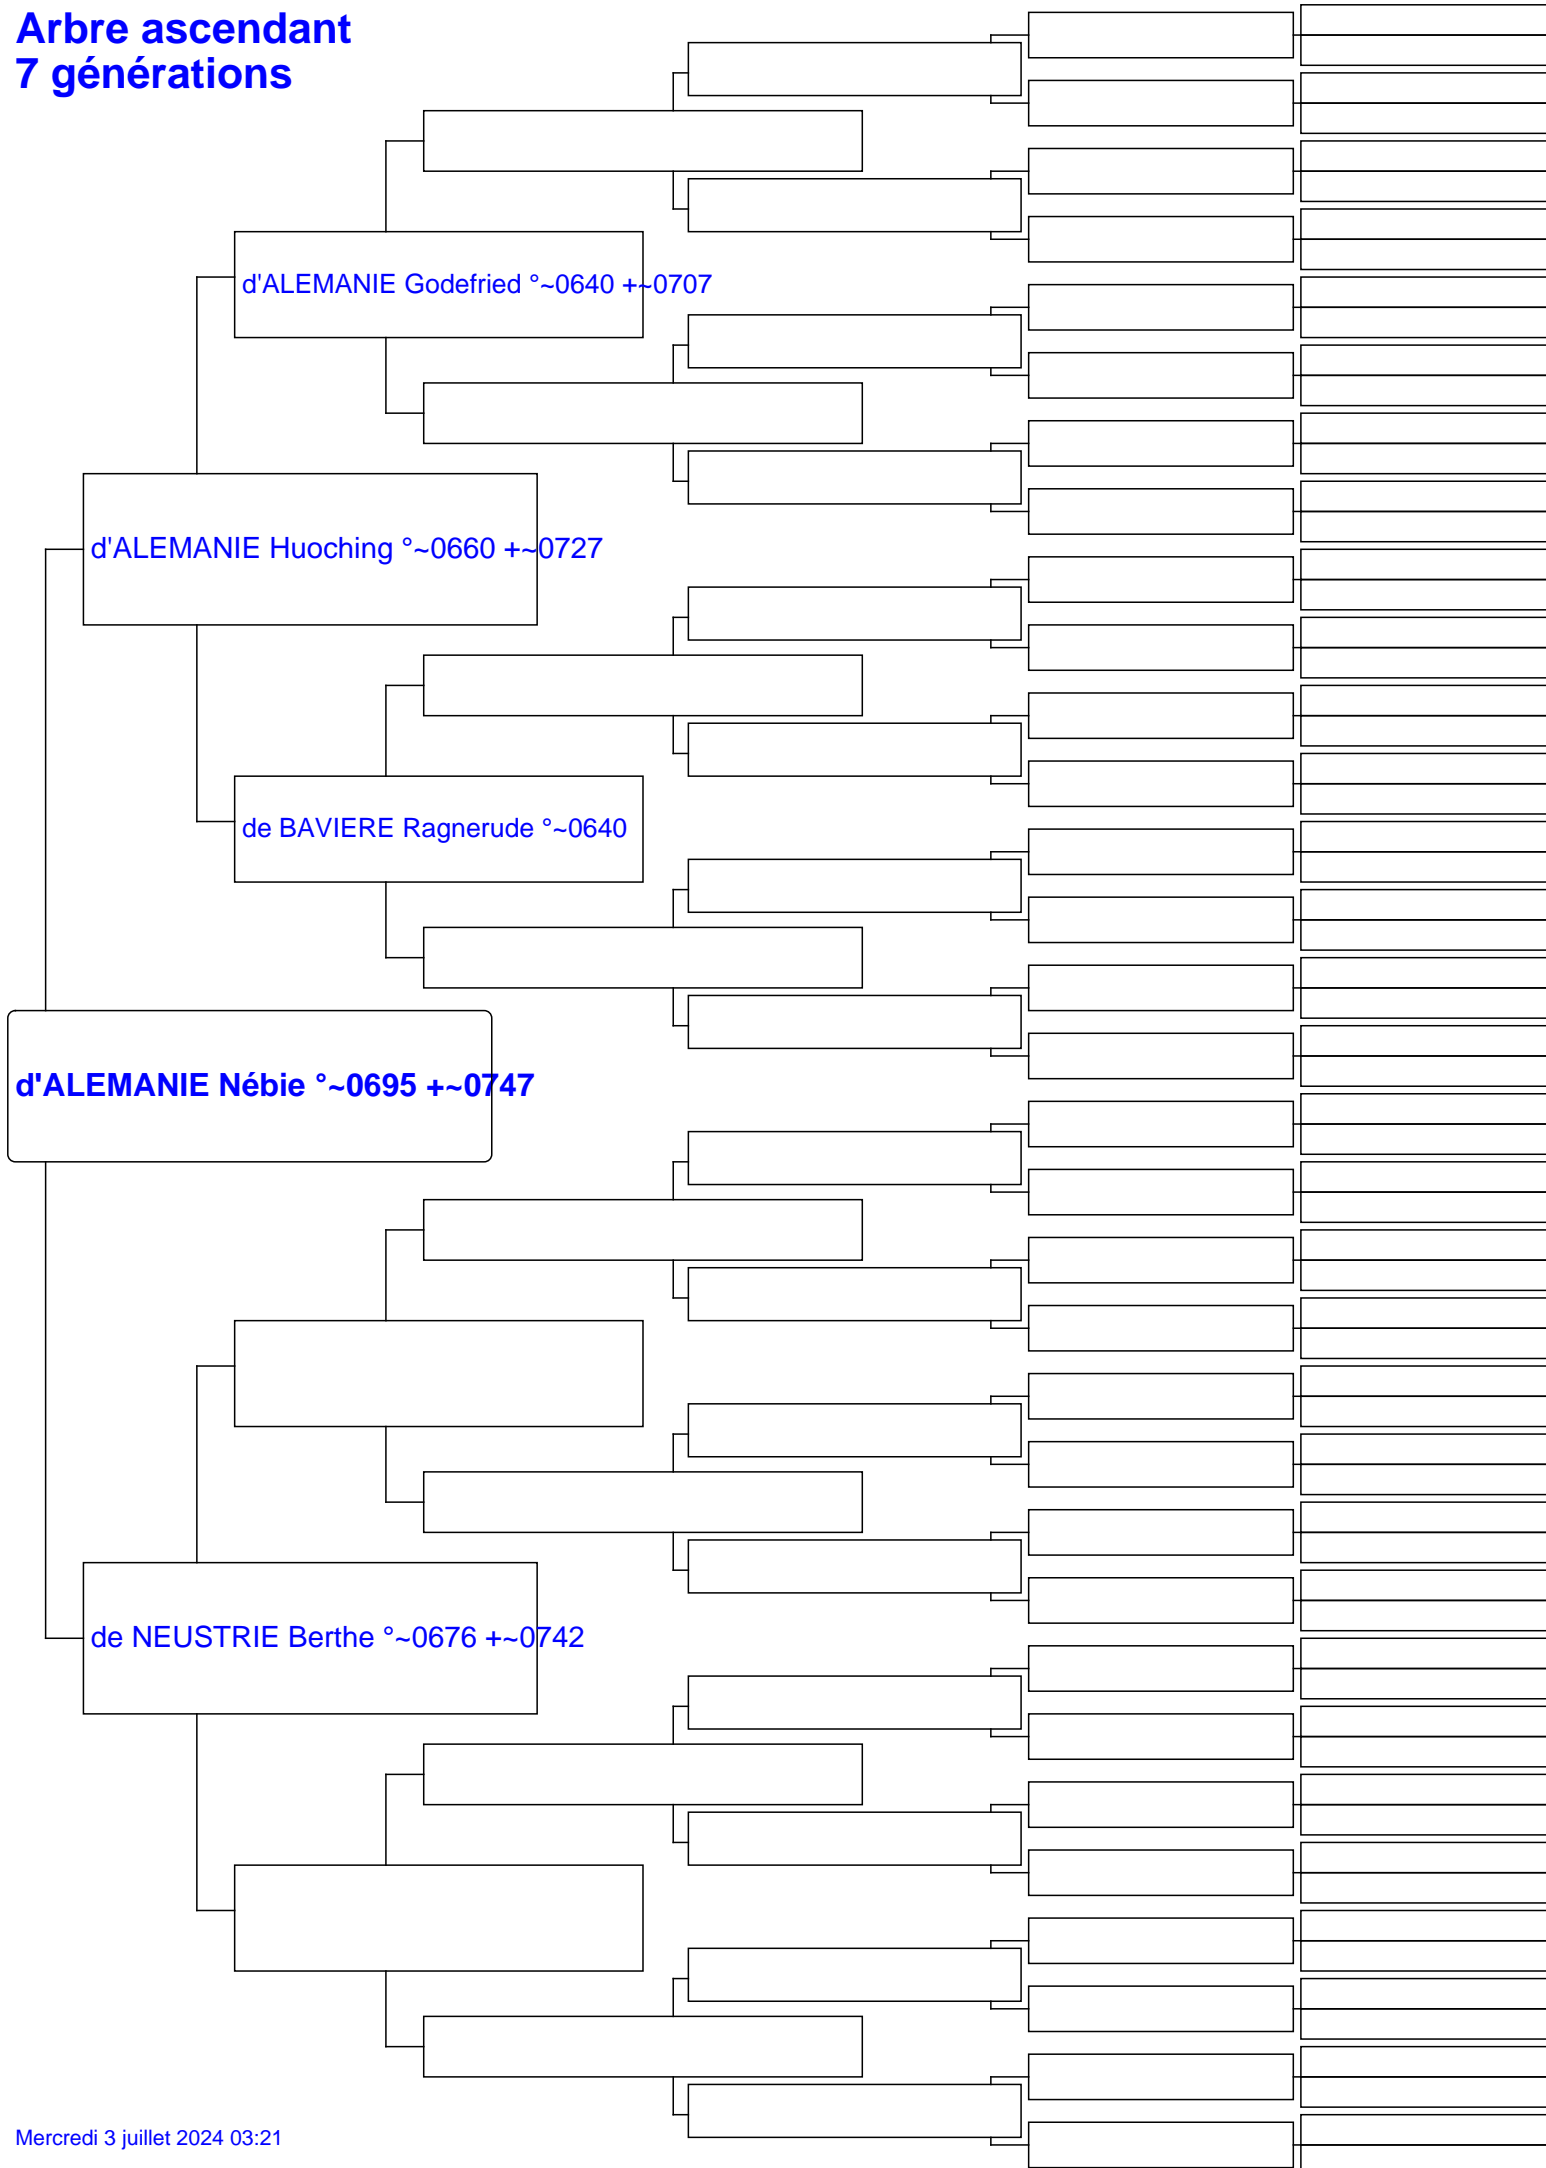 Arbre ascendant
7 générations
d'ALEMANIE Godefried °~0640 +~0707
d'ALEMANIE Huoching °~0660 +~0727
de BAVIERE Ragnerude °~0640
d'ALEMANIE Nébie °~0695 +~0747
de NEUSTRIE Berthe °~0676 +~0742
Mercredi 3 juillet 2024 03:21